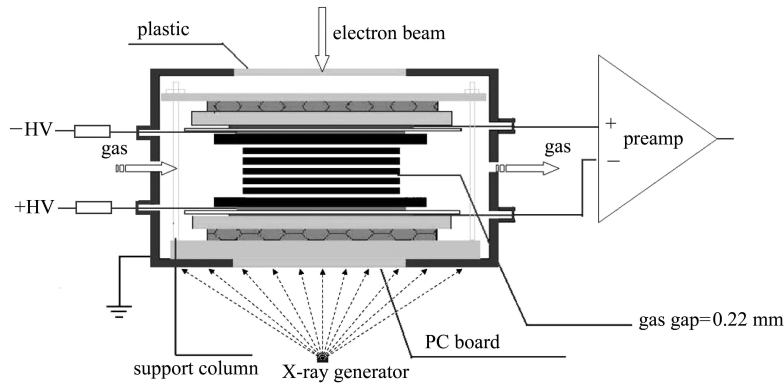 plastic
electron beam
−HV
gas
+
preamp
−
gas
+HV
gas gap=0.22 mm
PC board
support column
X-ray generator